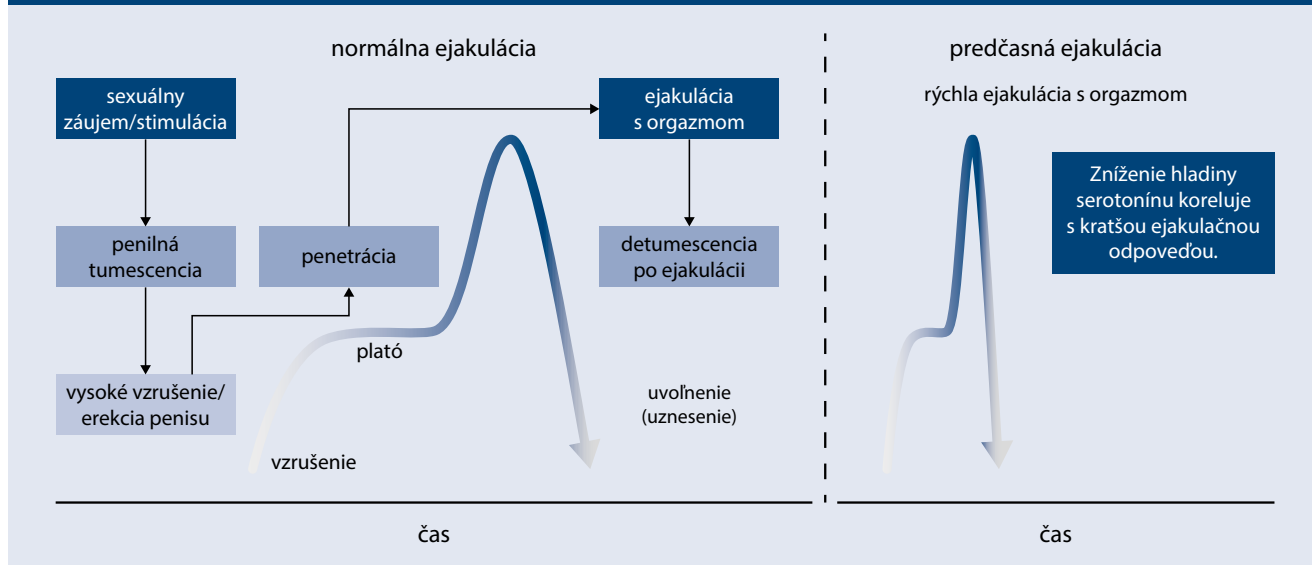 normálna ejakulácia
sexuálny
záujem/stimulácia
penilná
tumescencia
vysoké vzrušenie/
erekcia penisu
penetrácia
ejakulácia
s orgazmom
detumescencia
po ejakulácii
plató
vzrušenie
uvoľnenie
(uznesenie)
čas
predčasná ejakulácia
rýchla ejakulácia s orgazmom
Zníženie hladiny
serotonínu koreluje
s kratšou ejakulačnou
odpoveďou.
čas